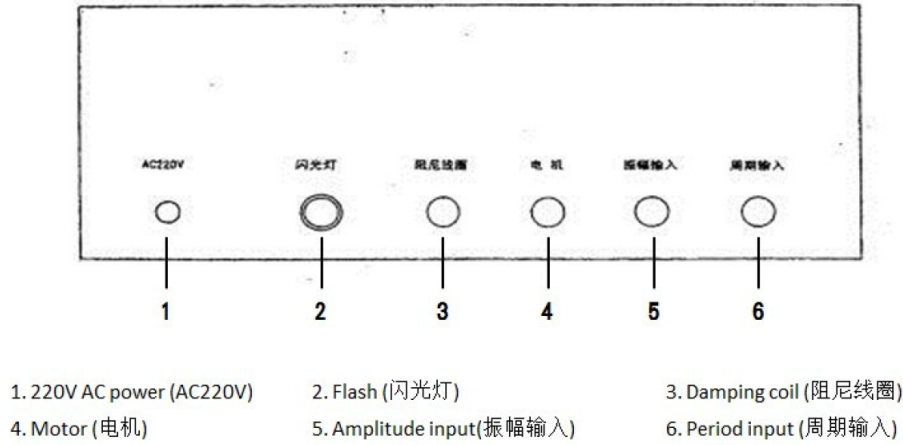 AC220V 闪光灯 阻尼线圈 电 机 振幅输入 周期输入
1 2 3 4 5 6
1. 220V AC power (AC220V) 2. Flash (闪光灯) 3. Damping coil (阻尼线圈)
4. Motor (电机) 5. Amplitude input(振幅输入) 6. Period input (周期输入)